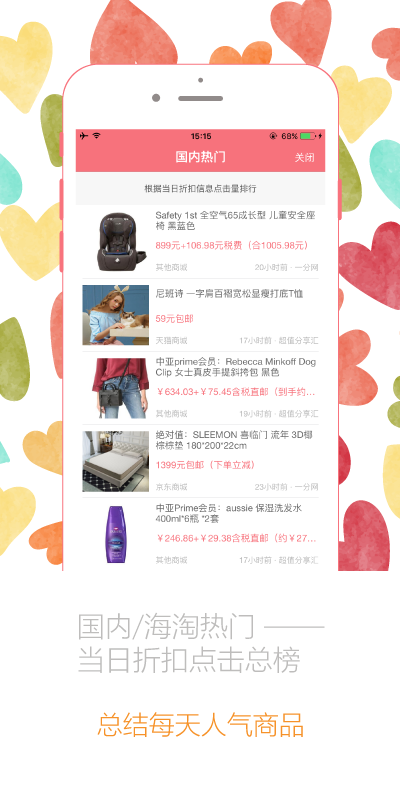 15:15
68%
国内热门
关闭
根据当日折扣信息点击量排行
Safety 1st 全空气65成长型 儿童安全座
椅 黑蓝色
899元+106.98元税费（合1005.98元）
其他商城
20小时前 · 一分网
尼班诗 一字肩百褶宽松显瘦打底T恤
59元包邮
天猫商城
17小时前 · 超值分享汇
中亚prime会员：Rebecca Minkoff Dog
Clip 女士真皮手提斜挎包 黑色
￥634.03+￥75.45含税直邮（到手约...
其他商城
19小时前 · 超值分享汇
绝对值：SLEEMON 喜临门 流年 3D椰
棕棕垫 180*200*22cm
1399元包邮（下单立减）
京东商城
23小时前 · 一分网
中亚Prime会员：aussie 保湿洗发水
400ml*6瓶 *2套
￥246.86+￥29.38含税直邮（约￥27...
其他商城
17小时前 · 超值分享汇
国内/海淘热门 ——
当日折扣点击总榜
总结每天人气商品